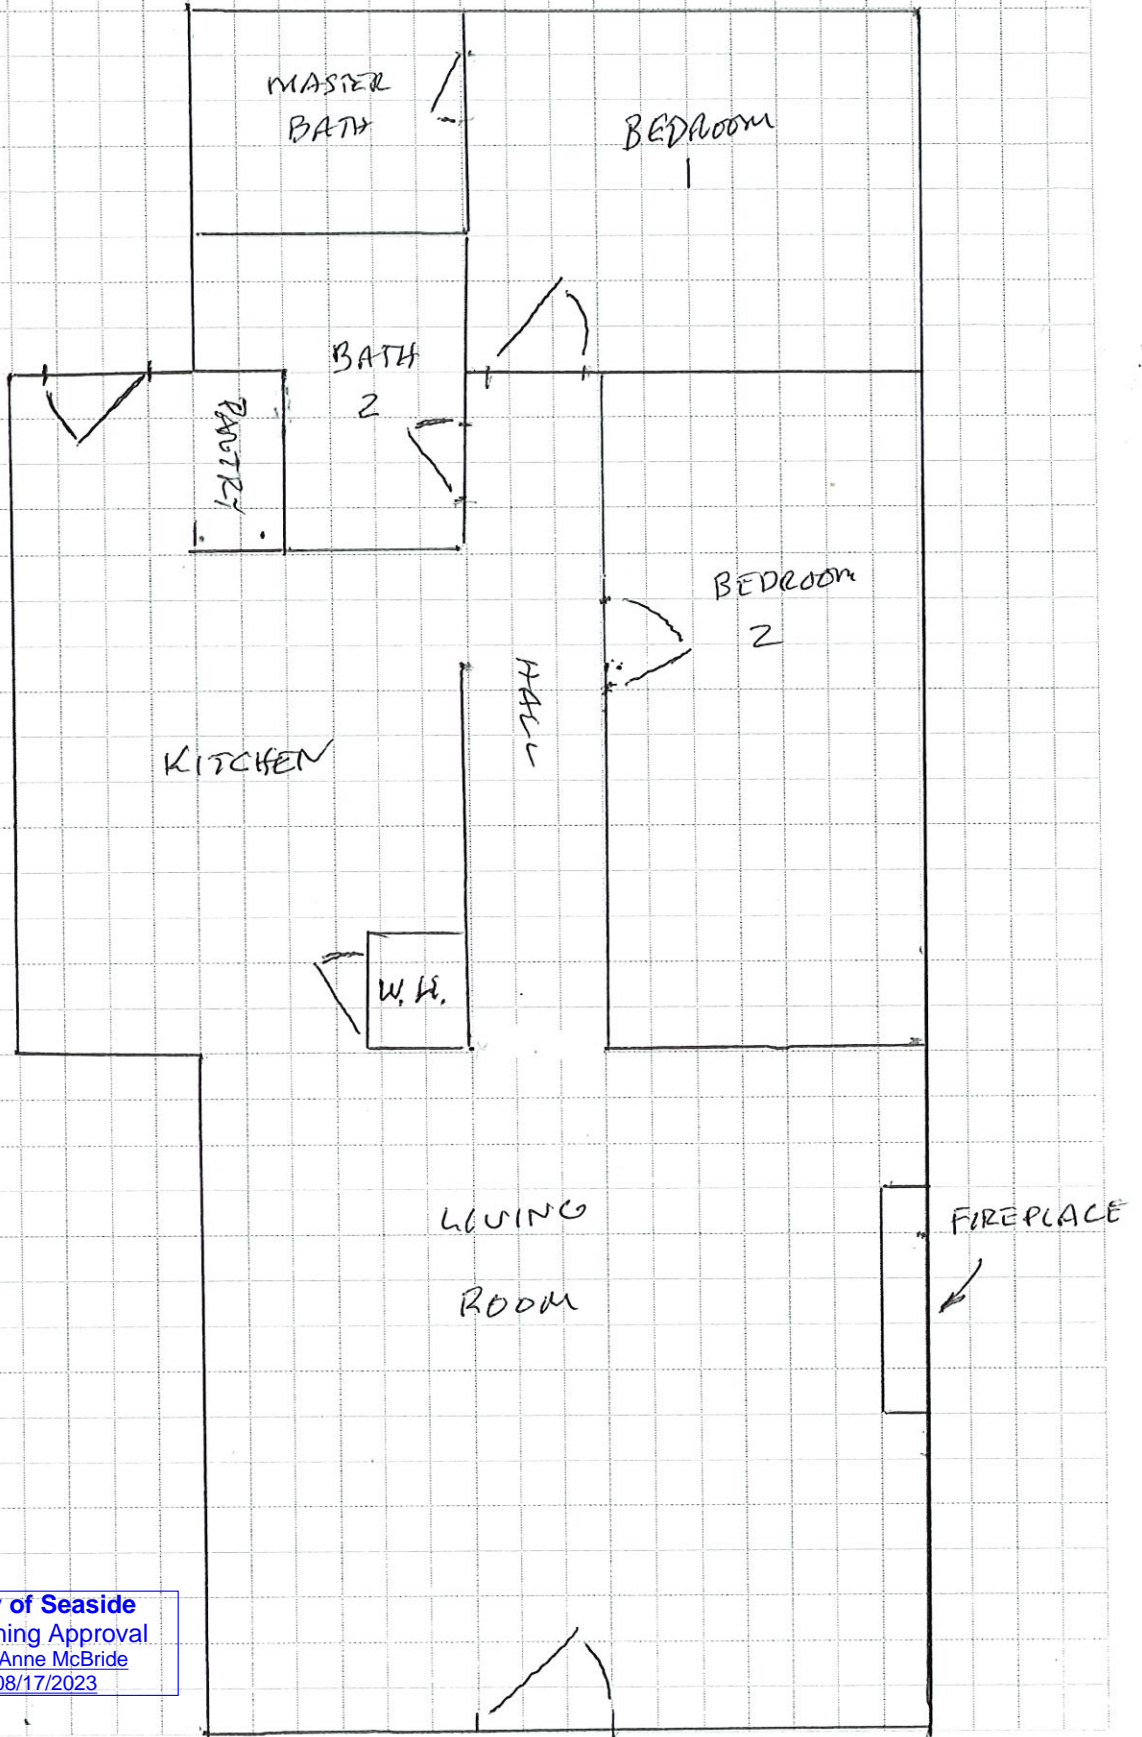 MASTER
BATH
BEDROOM
1
BATH
2
PANTRY
BEDROOM
2
HALL
KITCHEN
W. H.
LIVING
ROOM
FIREPLACE
y of Seaside
ning Approval
Anne McBride
08/17/2023